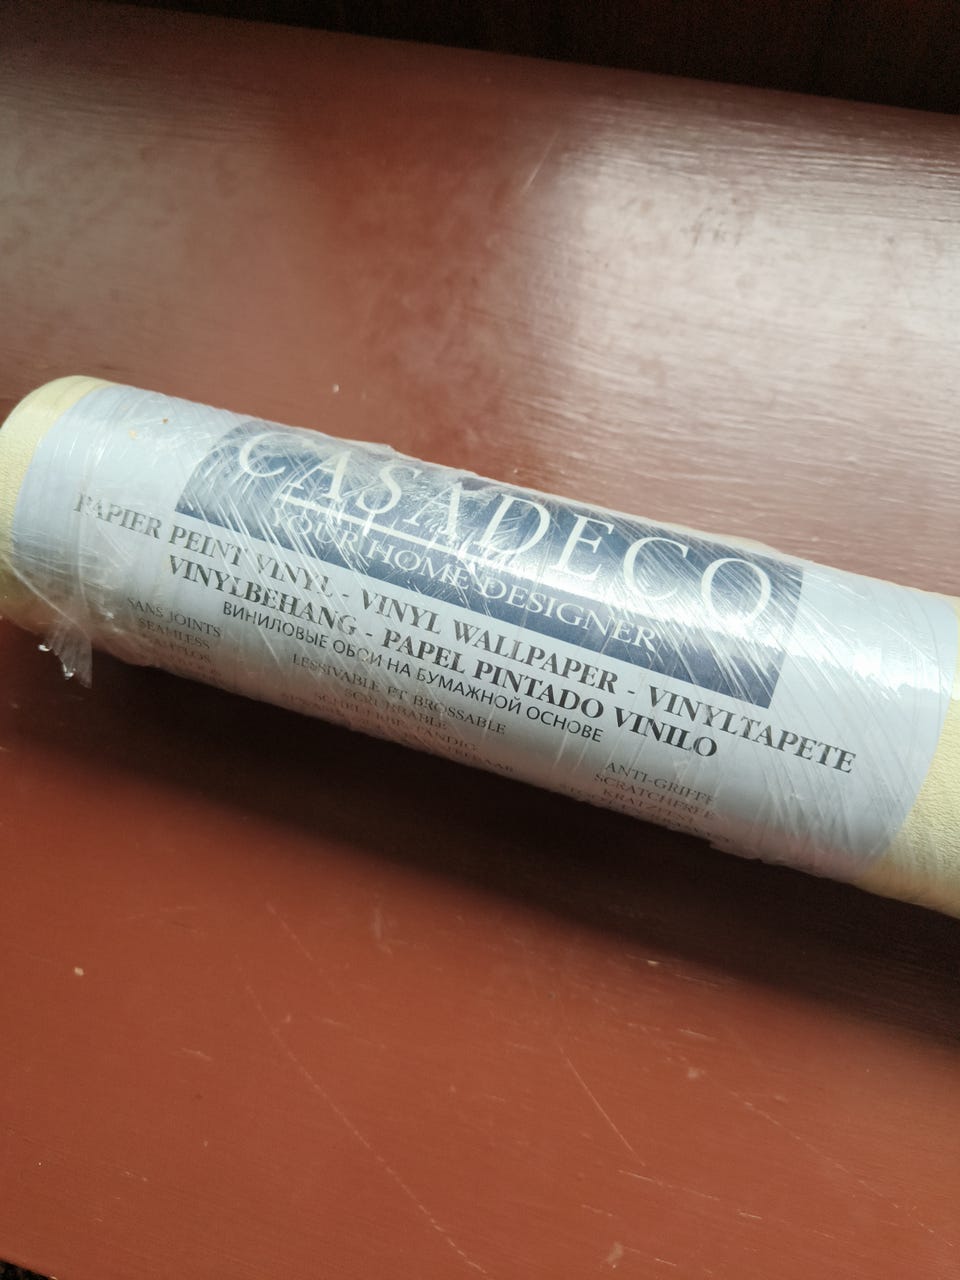 CASADECO
YOUR HOME DESIGNER
PAPIER PEINT VINYL - VINYL WALLPAPER - VINYLTAPETE
VINYLBEHANG - PAPEL PINTADO VINILO
ВИНИЛОВЫЕ ОБОИ НА БУМАЖНОЙ ОСНОВЕ
SANS JOINTS
SEAMLESS
LESSIVABLE ET BROSSABLE
SCRUBBABLE
ANTI-GRIFFE
SCRATCHFREE
KRATZFEST